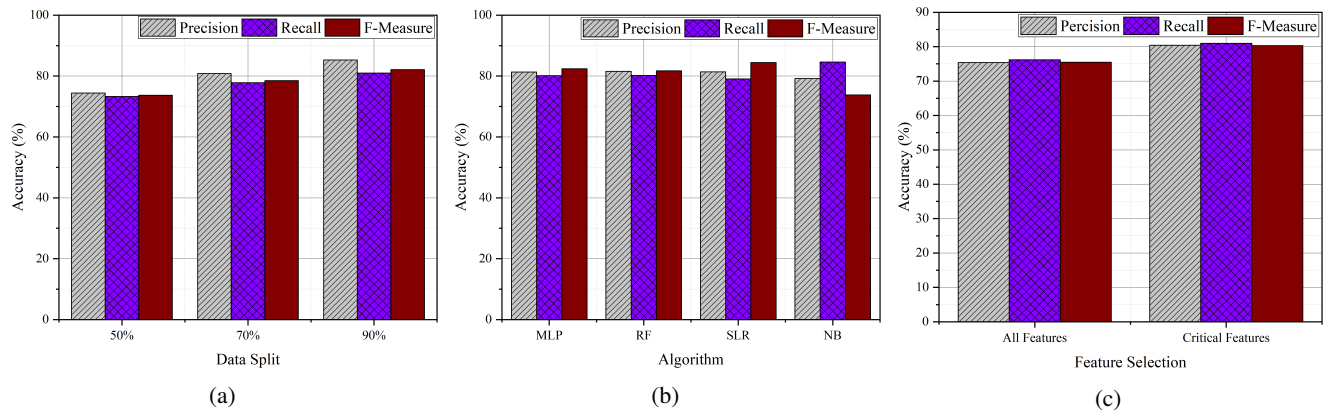 Precision Recall F-Measure
Accuracy (%)
100
80
60
40
20
0
50% 70% 90%
Data Split
(a)
Precision Recall F-Measure
Accuracy (%)
100
80
60
40
20
0
MLP RF SLR NB
Algorithm
(b)
Percision Recall F-Measure
Accuracy (%)
90
80
70
60
50
40
30
20
10
0
All Features Critical Features
Feature Selection
(c)